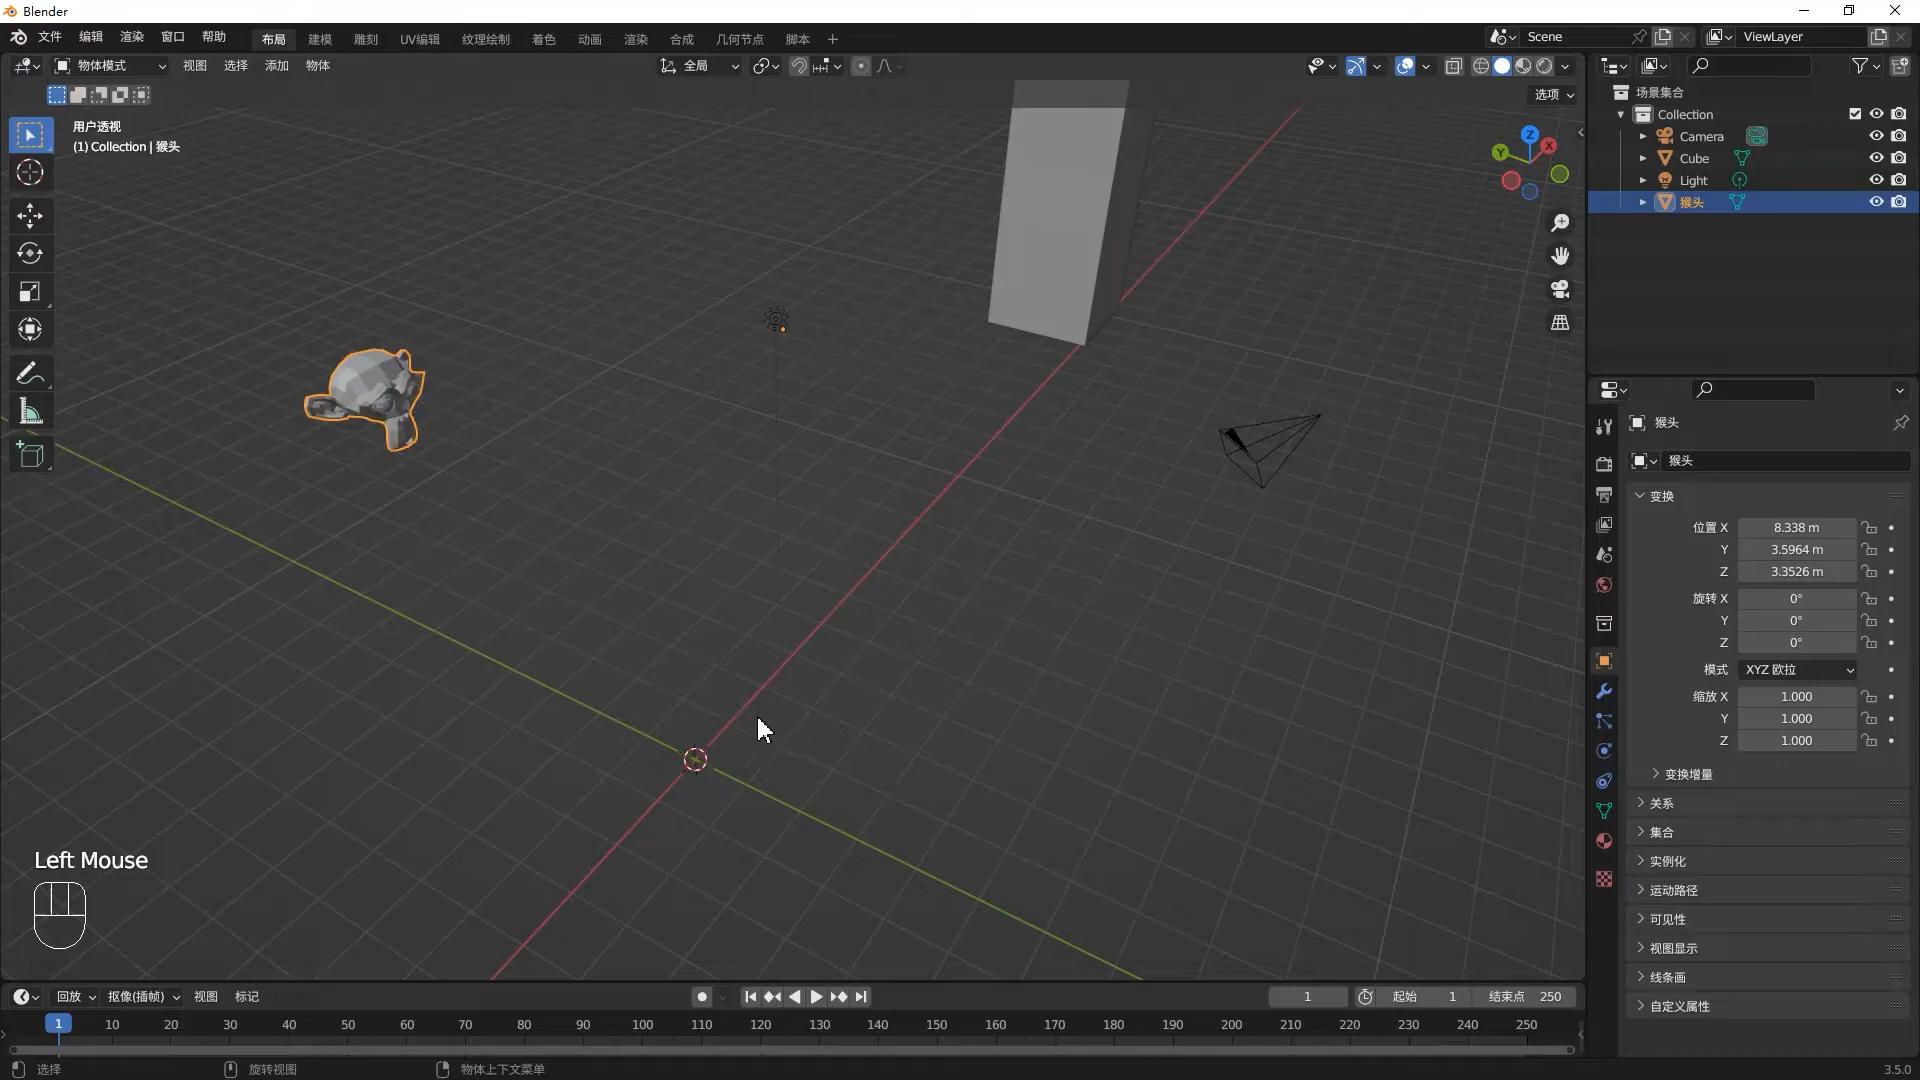 Blender
文件 编辑 渲染 窗口 帮助 布局 建模 雕刻 UV编辑 纹理绘制 着色 动画 渲染 合成 几何节点 脚本 + Scene ViewLayer
物体模式 视图 选择 添加 物体 全局
选项
用户透视
(1) Collection | 猴头
Z
Y
X
场景集合
Collection
Camera
Cube
Light
猴头
猴头
猴头
变换
位置 X 8.338 m
Y 3.5964 m
Z 3.3526 m
旋转 X 0°
Y 0°
Z 0°
模式 XYZ 欧拉
缩放 X 1.000
Y 1.000
Z 1.000
变换增量
关系
集合
实例化
运动路径
可见性
视图显示
线条画
自定义属性
Left Mouse
回放 抠像(插帧) 视图 标记 1 起始 1 结束点 250
1 10 20 30 40 50 60 70 80 90 100 110 120 130 140 150 160 170 180 190 200 210 220 230 240 250
选择 旋转视图 物体上下文菜单 3.5.0